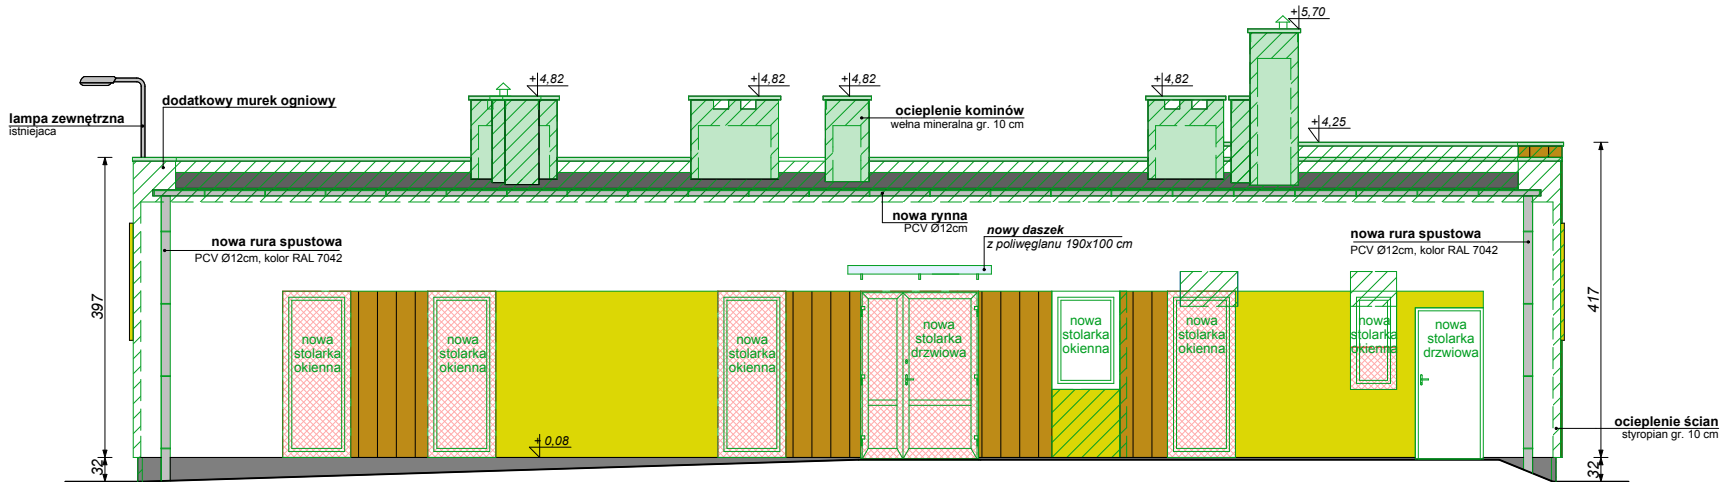 +5,70
+4,82
+4,82
+4,82
+4,82
+4,25
dodatkowy murek ogniowy
lampa zewnętrzna
istniejaca
ocieplenie kominów
wełna mineralna gr. 10 cm
nowa rynna
PCV Ø12cm
nowy daszek
z poliwęglanu 190x100 cm
nowa rura spustowa
PCV Ø12cm, kolor RAL 7042
nowa rura spustowa
PCV Ø12cm, kolor RAL 7042
397
417
nowa
stolarka
okienna
nowa
stolarka
okienna
nowa
stolarka
okienna
nowa
stolarka
drzwiowa
nowa
stolarka
okienna
nowa
stolarka
okienna
nowa
stolarka
okienna
nowa
stolarka
drzwiowa
+0,08
ocieplenie ścian
styropian gr. 10 cm
32
32